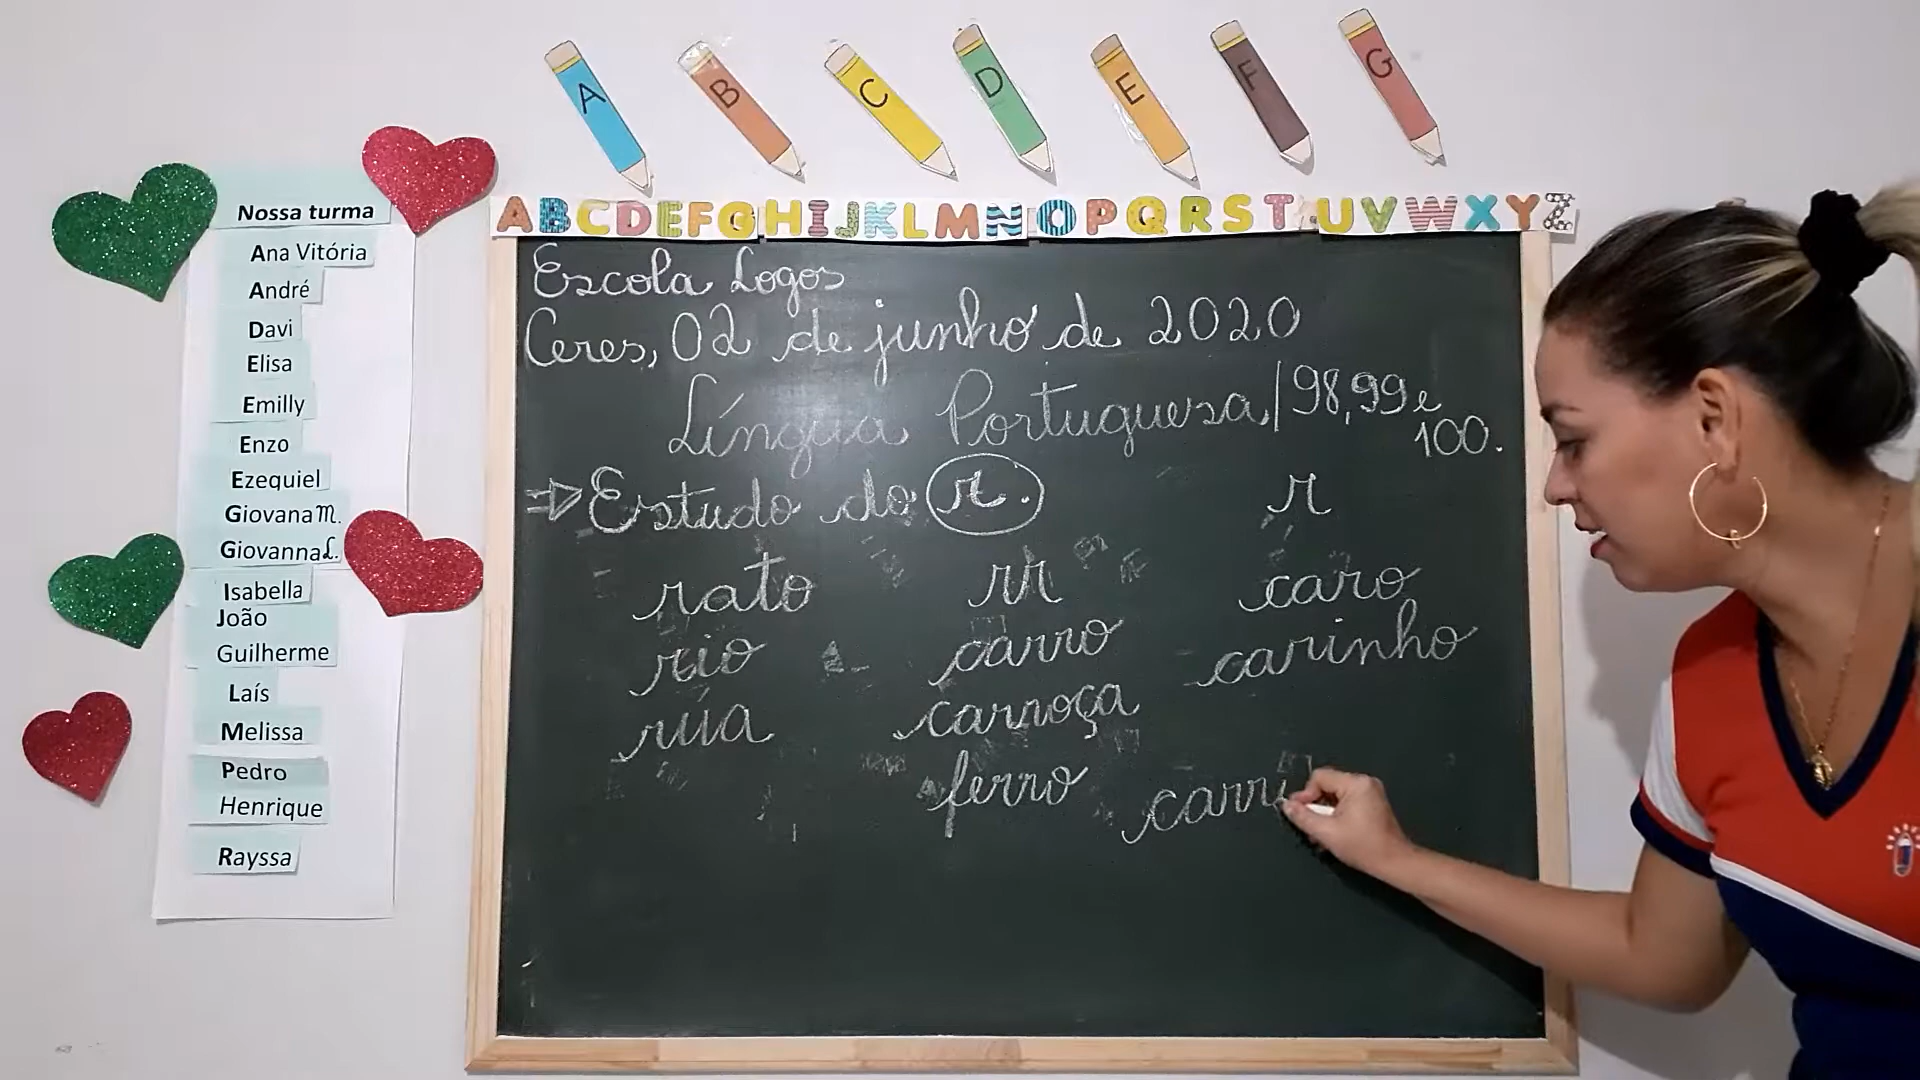 A B C D E F G
ABCDEFGHIJKLMNOPQRSTUVWXYZ
Nossa turma
Ana Vitória
André
Davi
Elisa
Emilly
Enzo
Ezequiel
Giovana M.
Giovanna L.
Isabella
João
Guilherme
Laís
Melissa
Pedro
Henrique
Rayssa
Escola Logos
Ceres, 02 de junho de 2020
Língua Portuguesa/98,99 e
100.
⇒ Estudo do r. r
rato rr caro
rio carro carinho
rua carroça
ferro carri